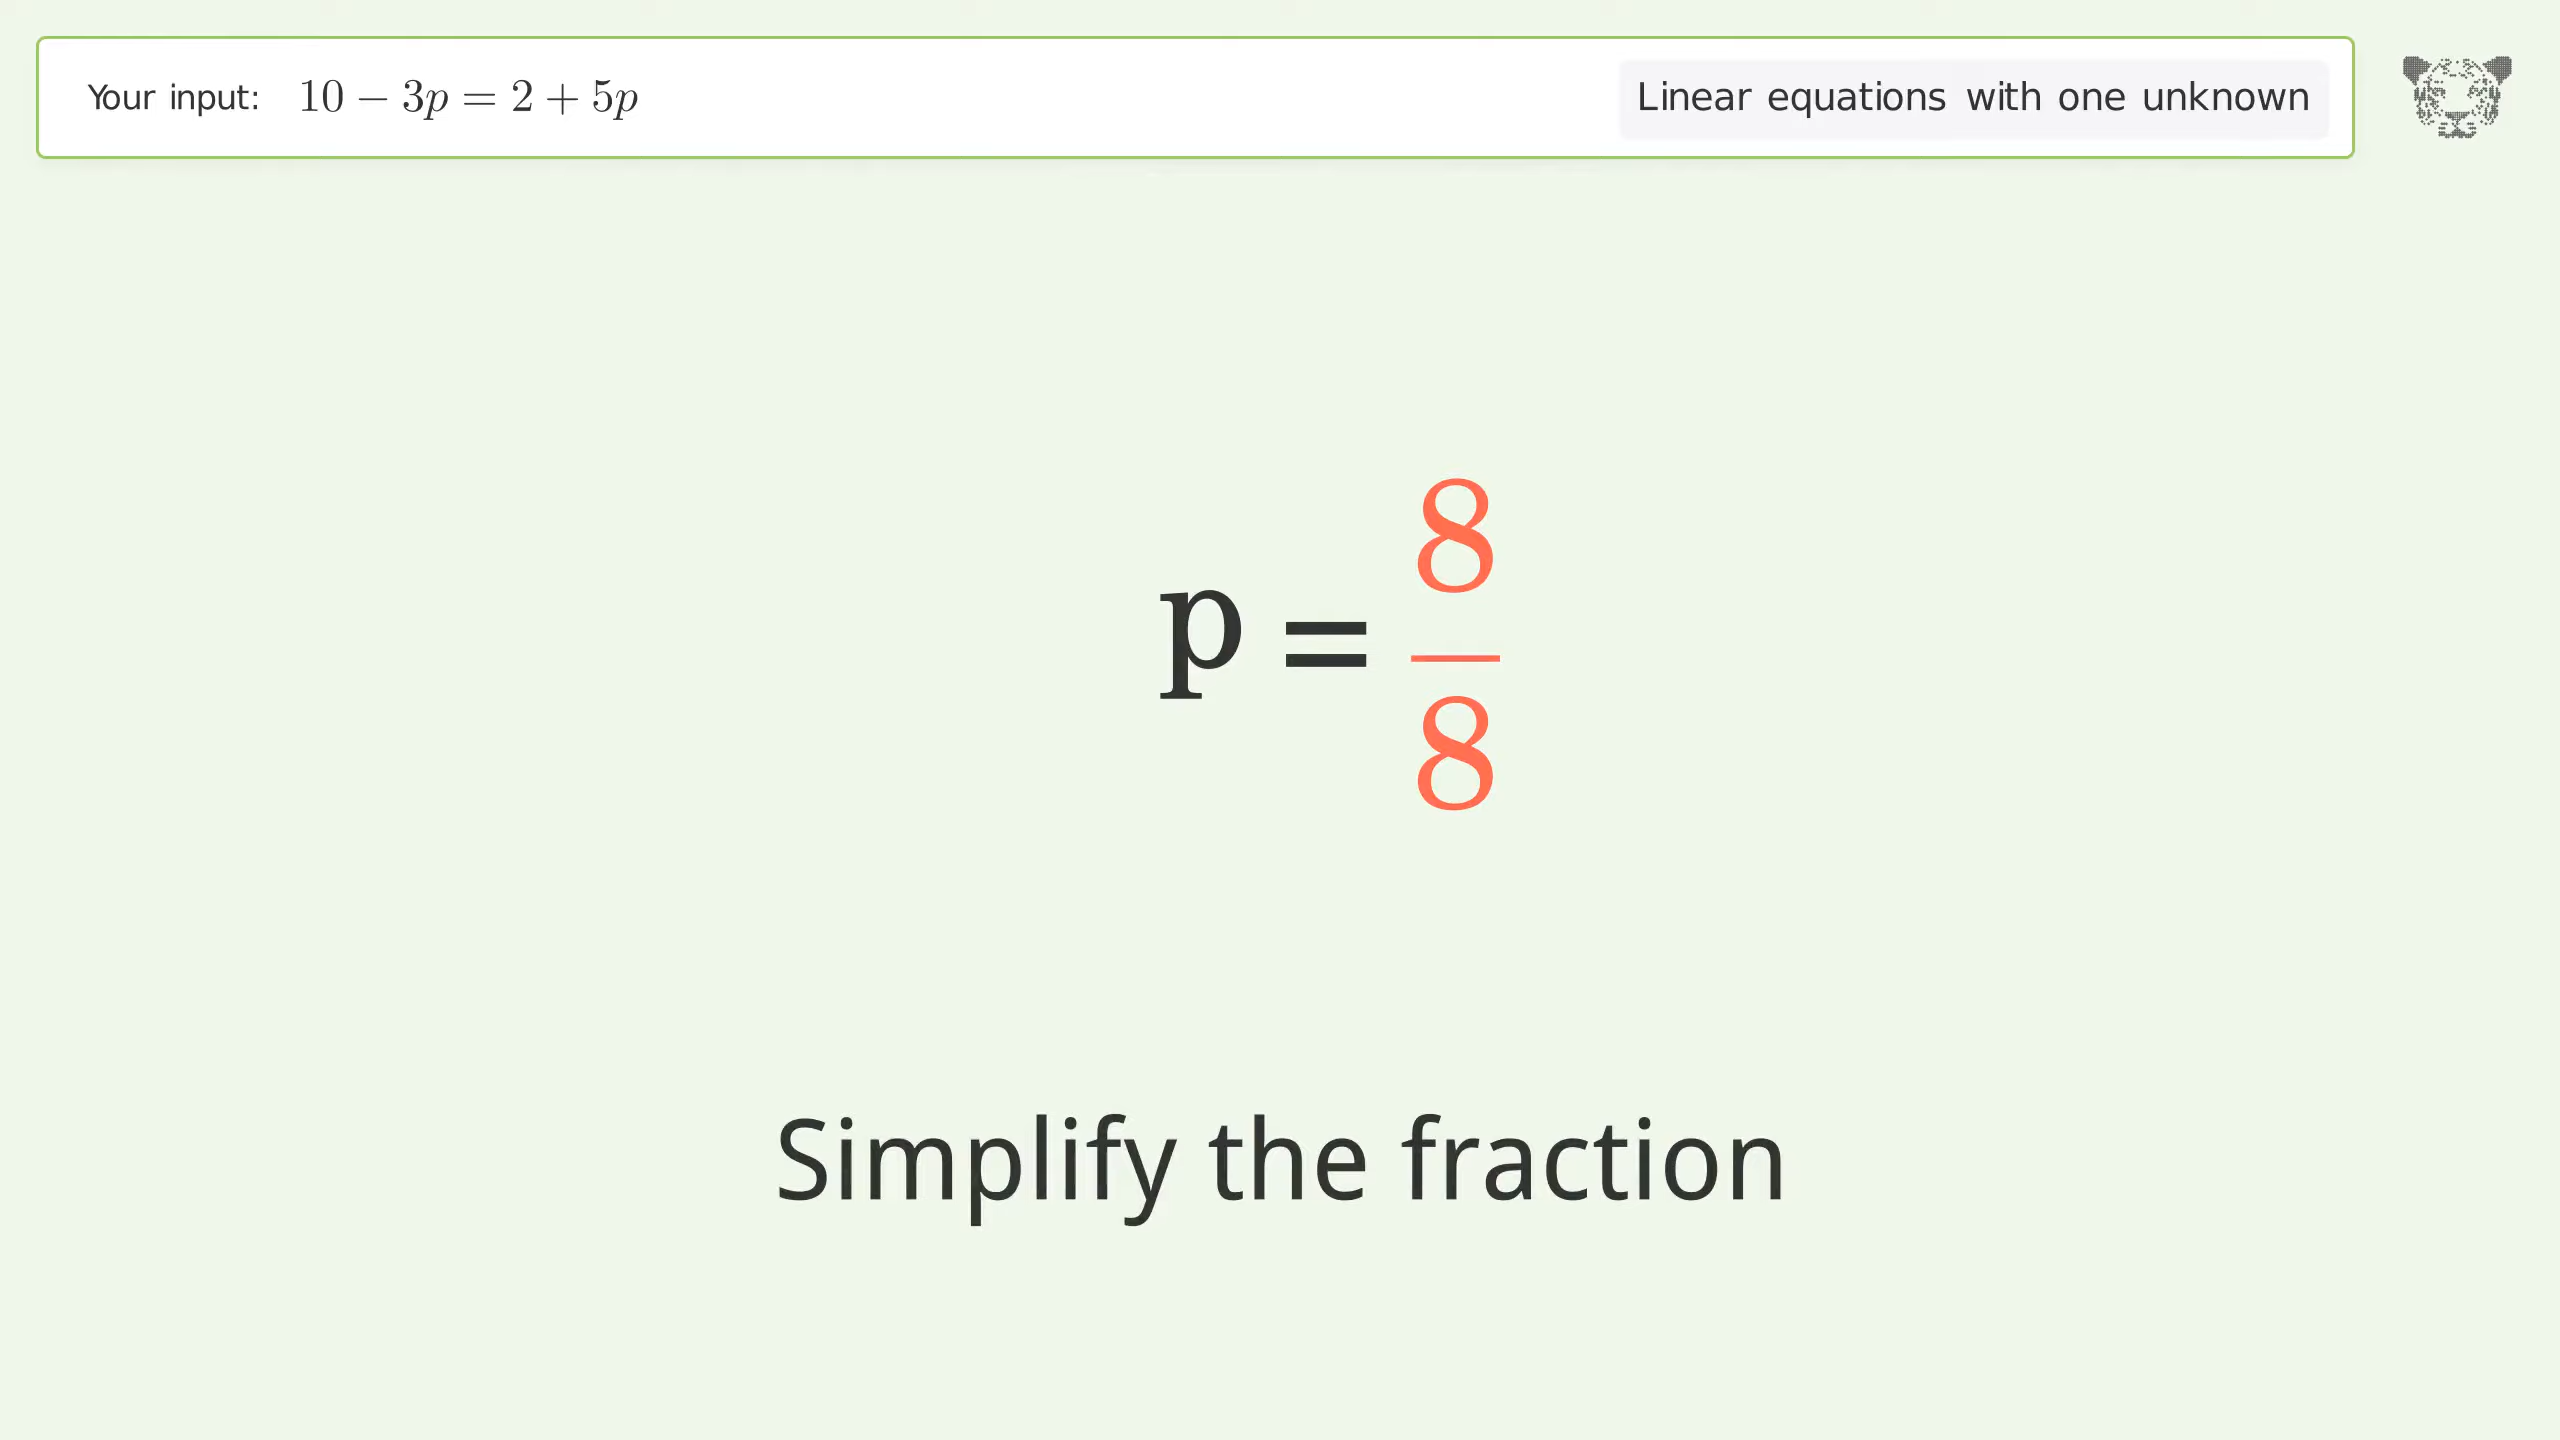 Your input: 10 − 3p = 2 + 5p
Linear equations with one unknown
p = 8/8
Simplify the fraction